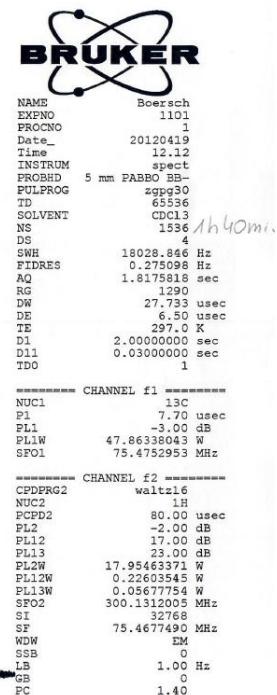 BRUKER
NAME Boersch
EXPNO 1101
PROCNO 1
Date_ 20120419
Time 12.12
INSTRUM spect
PROBHD 5 mm PABBO BB-
PULPROG zgpg30
TD 65536
SOLVENT CDCl3
NS 1536 1h40min
DS 4
SWH 18028.846 Hz
FIDRES 0.275098 Hz
AQ 1.8175818 sec
RG 1290
DW 27.733 usec
DE 6.50 usec
TE 297.0 K
D1 2.00000000 sec
D11 0.03000000 sec
TD0 1
======== CHANNEL f1 ========
NUC1 13C
P1 7.70 usec
PL1 -3.00 dB
PL1W 47.86338043 W
SFO1 75.4752953 MHz
======== CHANNEL f2 ========
CPDPRG2 waltz16
NUC2 1H
PCPD2 80.00 usec
PL2 -2.00 dB
PL12 17.00 dB
PL13 23.00 dB
PL2W 17.95463371 W
PL12W 0.22603545 W
PL13W 0.05677754 W
SFO2 300.1312005 MHz
SI 32768
SF 75.4677490 MHz
WDW EM
SSB 0
LB 1.00 Hz
GB 0
PC 1.40